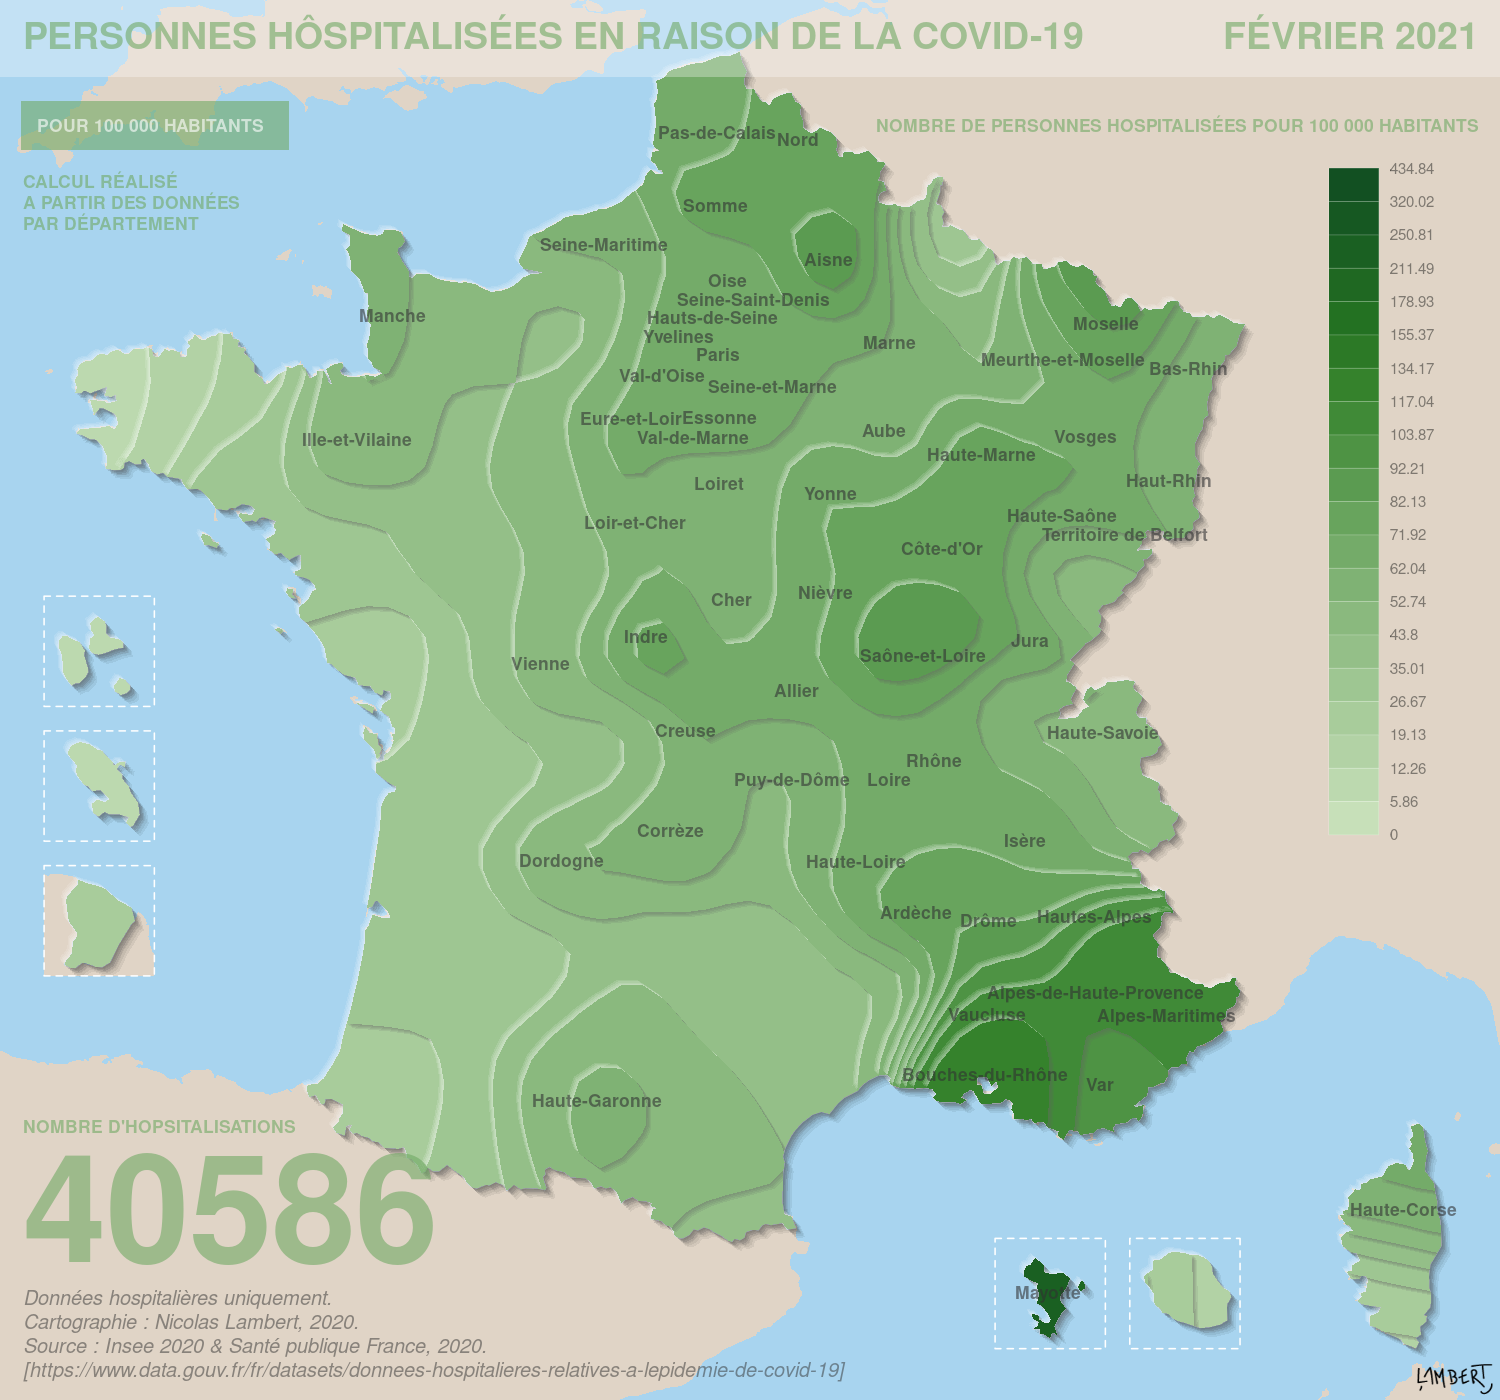 PERSONNES HÔSPITALISÉES EN RAISON DE LA COVID-19
FÉVRIER 2021
POUR 100 000 HABITANTS
CALCUL RÉALISÉ
A PARTIR DES DONNÉES
PAR DÉPARTEMENT
NOMBRE DE PERSONNES HOSPITALISÉES POUR 100 000 HABITANTS
434.84
320.02
250.81
211.49
178.93
155.37
134.17
117.04
103.87
92.21
82.13
71.92
62.04
52.74
43.8
35.01
26.67
19.13
12.26
5.86
0
Pas-de-Calais
Nord
Somme
Seine-Maritime
Aisne
Oise
Seine-Saint-Denis
Manche
Hauts-de-Seine
Moselle
Yvelines
Marne
Paris
Meurthe-et-Moselle
Bas-Rhin
Val-d'Oise
Seine-et-Marne
Eure-et-Loir
Essonne
Aube
Ille-et-Vilaine
Val-de-Marne
Vosges
Haute-Marne
Loiret
Haut-Rhin
Yonne
Loir-et-Cher
Haute-Saône
Territoire de Belfort
Côte-d'Or
Cher
Nièvre
Indre
Jura
Vienne
Saône-et-Loire
Allier
Creuse
Haute-Savoie
Rhône
Puy-de-Dôme
Loire
Corrèze
Isère
Dordogne
Haute-Loire
Ardèche
Drôme
Hautes-Alpes
Alpes-de-Haute-Provence
Vaucluse
Alpes-Maritimes
Bouches-du-Rhône
Var
Haute-Garonne
Haute-Corse
Mayotte
NOMBRE D'HOPSITALISATIONS
40586
Données hospitalières uniquement.
Cartographie : Nicolas Lambert, 2020.
Source : Insee 2020 & Santé publique France, 2020.
[https://www.data.gouv.fr/fr/datasets/donnees-hospitalieres-relatives-a-lepidemie-de-covid-19]
LAMBERT